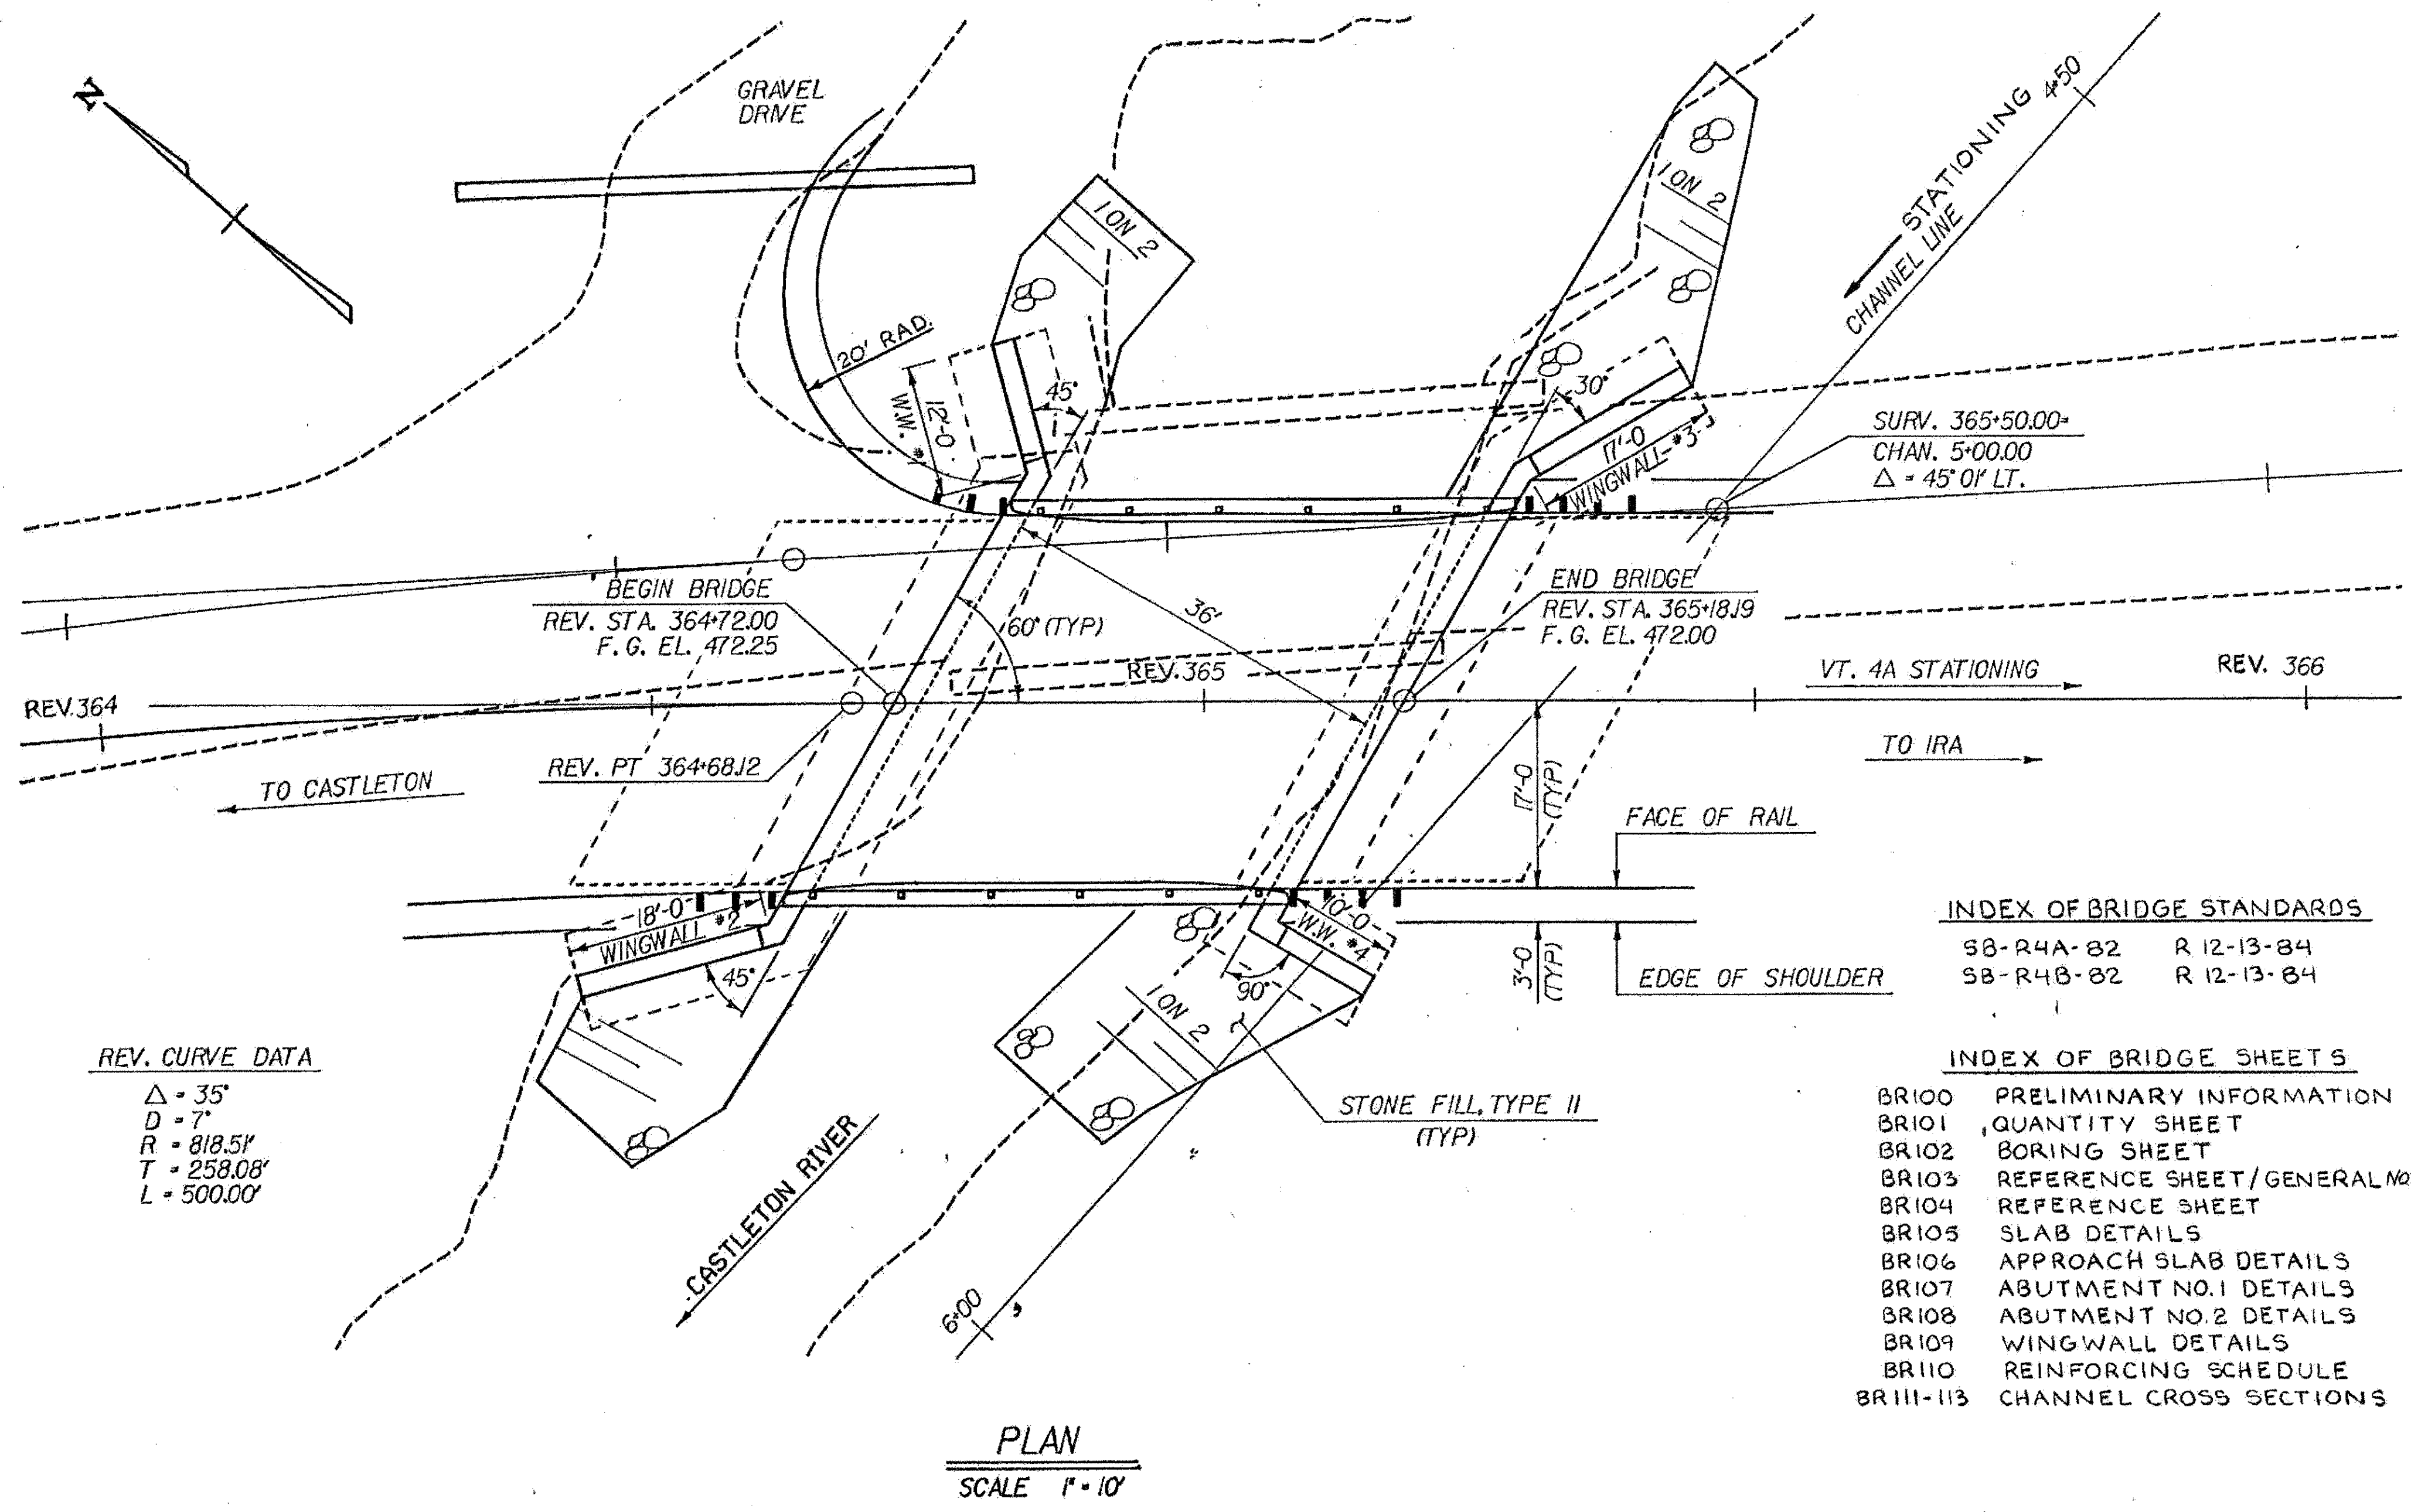 N
GRAVEL
DRIVE
1 ON 2
1 ON 2
4+50
STATIONING
CHANNEL LINE
20' RAD.
12'-0
W.W. #1
45°
30°
17'-0
WINGWALL #3
SURV. 365+50.00=
CHAN. 5+00.00
Δ = 45° 01' LT.
BEGIN BRIDGE
REV. STA. 364+72.00
F. G. EL. 472.25
60° (TYP)
36'
END BRIDGE
REV. STA. 365+18.19
F. G. EL. 472.00
REV. 364
REV. 365
VT. 4A STATIONING
REV. 366
REV. PT 364+68.12
TO CASTLETON
TO IRA
17'-0
(TYP)
FACE OF RAIL
18'-0
WINGWALL #2
45°
10'-0
W.W. #4
90°
1 ON 2
3'-0
(TYP)
EDGE OF SHOULDER
INDEX OF BRIDGE STANDARDS
SB-R4A-82 R 12-13-84
SB-R4B-82 R 12-13-84
REV. CURVE DATA
Δ = 35°
D = 7°
R = 818.51'
T = 258.08'
L = 500.00'
STONE FILL, TYPE II
(TYP)
CASTLETON RIVER
6+00
INDEX OF BRIDGE SHEETS
BR100 PRELIMINARY INFORMATION
BR101 QUANTITY SHEET
BR102 BORING SHEET
BR103 REFERENCE SHEET/GENERAL NO
BR104 REFERENCE SHEET
BR105 SLAB DETAILS
BR106 APPROACH SLAB DETAILS
BR107 ABUTMENT NO.1 DETAILS
BR108 ABUTMENT NO.2 DETAILS
BR109 WINGWALL DETAILS
BR110 REINFORCING SCHEDULE
BR111-113 CHANNEL CROSS SECTIONS
PLAN
SCALE 1" = 10'